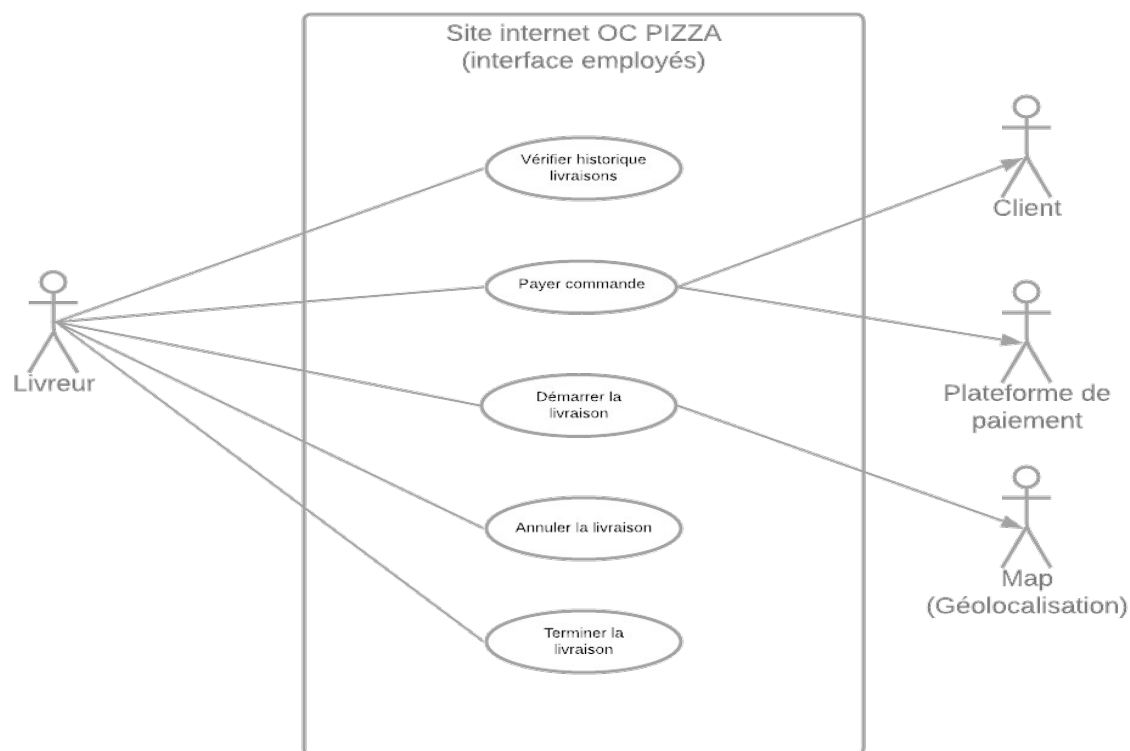 Site internet OC PIZZA
(interface employés)
Vérifier historique
livraisons
Client
Payer commande
Livreur
Plateforme de
paiement
Démarrer la
livraison
Annuler la livraison
Map
(Géolocalisation)
Terminer la
livraison